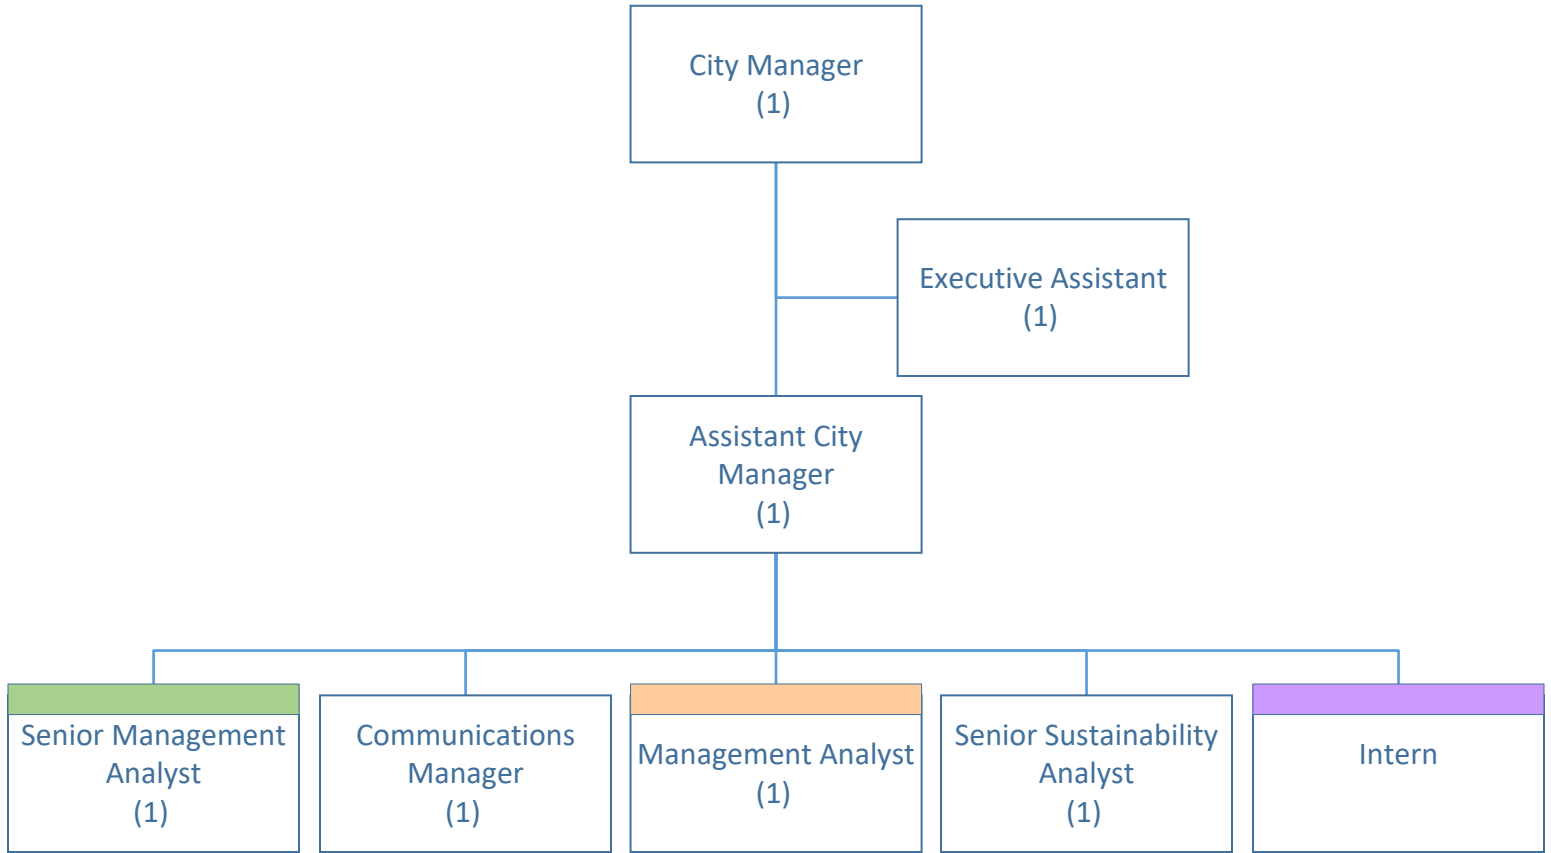 City Manager
(1)
Executive Assistant
(1)
Assistant City
Manager
(1)
Senior Management
Analyst
(1)
Communications
Manager
(1)
Management Analyst
(1)
Senior Sustainability
Analyst
(1)
Intern